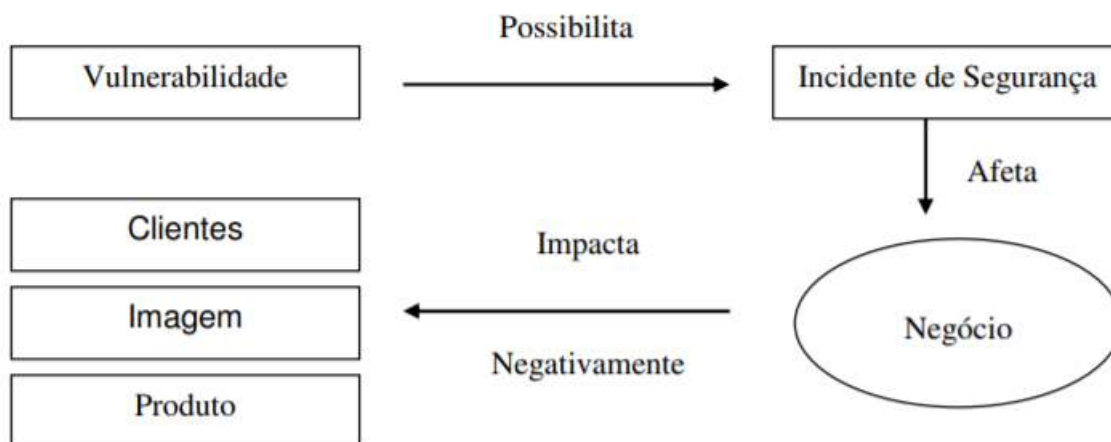 Possibilita
Vulnerabilidade
Incidente de Segurança
Afeta
Clientes
Impacta
Imagem
Negócio
Negativamente
Produto